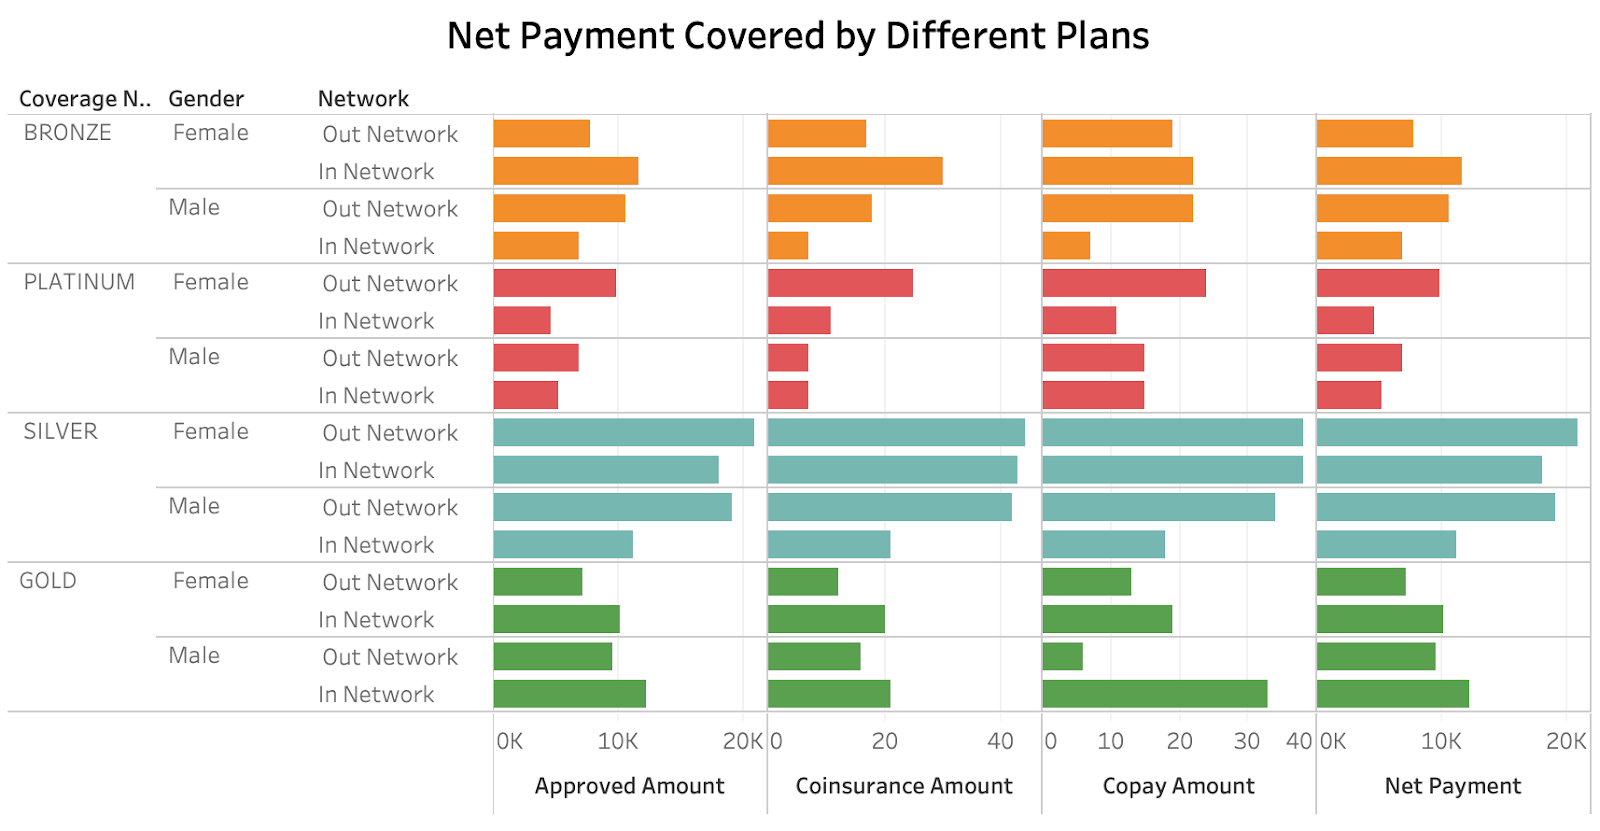 Net Payment Covered by Different Plans
Coverage N.. Gender Network
BRONZE Female Out Network
In Network
Male Out Network
In Network
PLATINUM Female Out Network
In Network
Male Out Network
In Network
SILVER Female Out Network
In Network
Male Out Network
In Network
GOLD Female Out Network
In Network
Male Out Network
In Network
0K 10K 20K 0 20 40 0 10 20 30 40 0K 10K 20K
Approved Amount Coinsurance Amount Copay Amount Net Payment